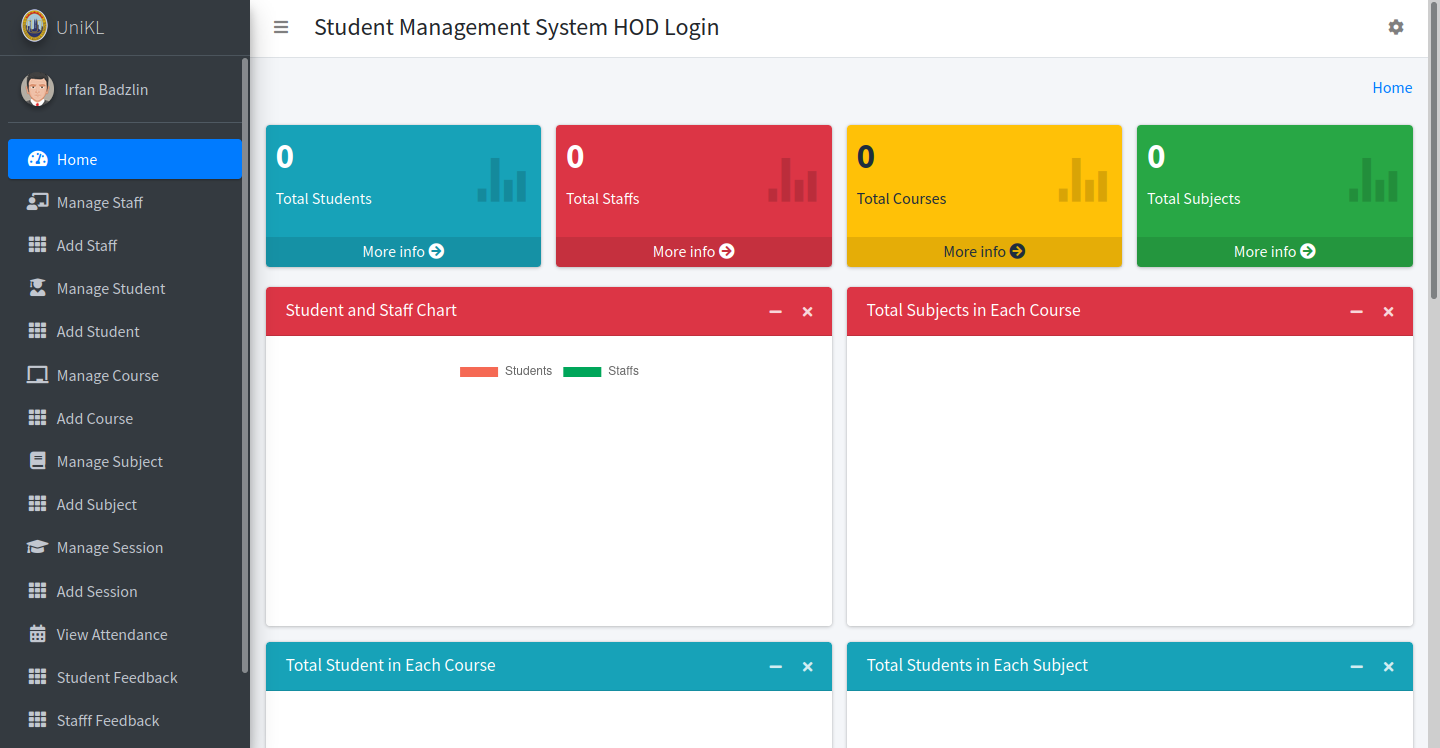 UniKL
Student Management System HOD Login
Irfan Badzlin
Home
Manage Staff
Add Staff
Manage Student
Add Student
Manage Course
Add Course
Manage Subject
Add Subject
Manage Session
Add Session
View Attendance
Student Feedback
Stafff Feedback
Home
0
Total Students
More info
0
Total Staffs
More info
0
Total Courses
More info
0
Total Subjects
More info
Student and Staff Chart
Students Staffs
Total Subjects in Each Course
Total Student in Each Course
Total Students in Each Subject